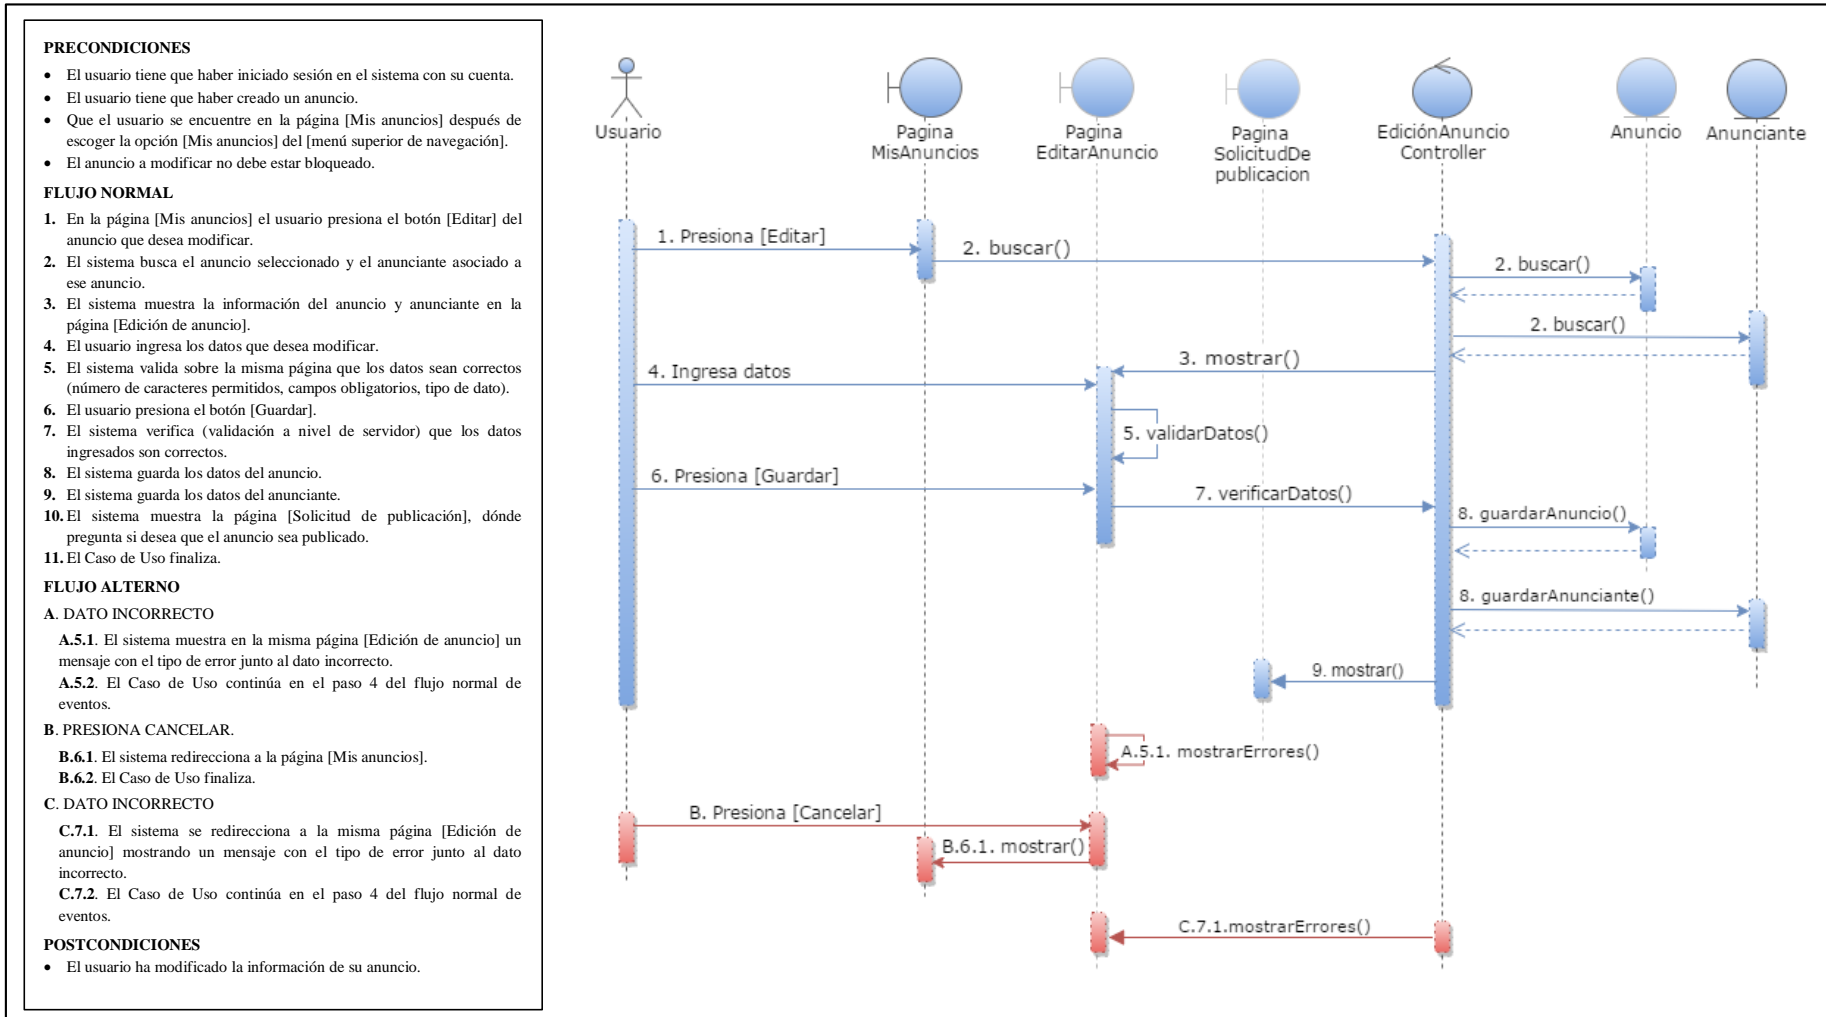 PRECONDICIONES
• El usuario tiene que haber iniciado sesión en el sistema con su cuenta.
• El usuario tiene que haber creado un anuncio.
• Que el usuario se encuentre en la página [Mis anuncios] después de
escoger la opción [Mis anuncios] del [menú superior de navegación].
• El anuncio a modificar no debe estar bloqueado.
FLUJO NORMAL
1. En la página [Mis anuncios] el usuario presiona el botón [Editar] del
anuncio que desea modificar.
2. El sistema busca el anuncio seleccionado y el anunciante asociado a
ese anuncio.
3. El sistema muestra la información del anuncio y anunciante en la
página [Edición de anuncio].
4. El usuario ingresa los datos que desea modificar.
5. El sistema valida sobre la misma página que los datos sean correctos
(número de caracteres permitidos, campos obligatorios, tipo de dato).
6. El usuario presiona el botón [Guardar].
7. El sistema verifica (validación a nivel de servidor) que los datos
ingresados son correctos.
8. El sistema guarda los datos del anuncio.
9. El sistema guarda los datos del anunciante.
10. El sistema muestra la página [Solicitud de publicación], dónde
pregunta si desea que el anuncio sea publicado.
11. El Caso de Uso finaliza.
FLUJO ALTERNO
A. DATO INCORRECTO
A.5.1. El sistema muestra en la misma página [Edición de anuncio] un
mensaje con el tipo de error junto al dato incorrecto.
A.5.2. El Caso de Uso continúa en el paso 4 del flujo normal de
eventos.
B. PRESIONA CANCELAR.
B.6.1. El sistema redirecciona a la página [Mis anuncios].
B.6.2. El Caso de Uso finaliza.
C. DATO INCORRECTO
C.7.1. El sistema se redirecciona a la misma página [Edición de
anuncio] mostrando un mensaje con el tipo de error junto al dato
incorrecto.
C.7.2. El Caso de Uso continúa en el paso 4 del flujo normal de
eventos.
POSTCONDICIONES
• El usuario ha modificado la información de su anuncio.
Usuario
Pagina
MisAnuncios
Pagina
EditarAnuncio
Pagina
SolicitudDe
publicacion
EdiciónAnuncio
Controller
Anuncio
Anunciante
1. Presiona [Editar]
2. buscar()
2. buscar()
2. buscar()
3. mostrar()
4. Ingresa datos
5. validarDatos()
6. Presiona [Guardar]
7. verificarDatos()
8. guardarAnuncio()
8. guardarAnunciante()
9. mostrar()
A.5.1. mostrarErrores()
B. Presiona [Cancelar]
B.6.1. mostrar()
C.7.1.mostrarErrores()